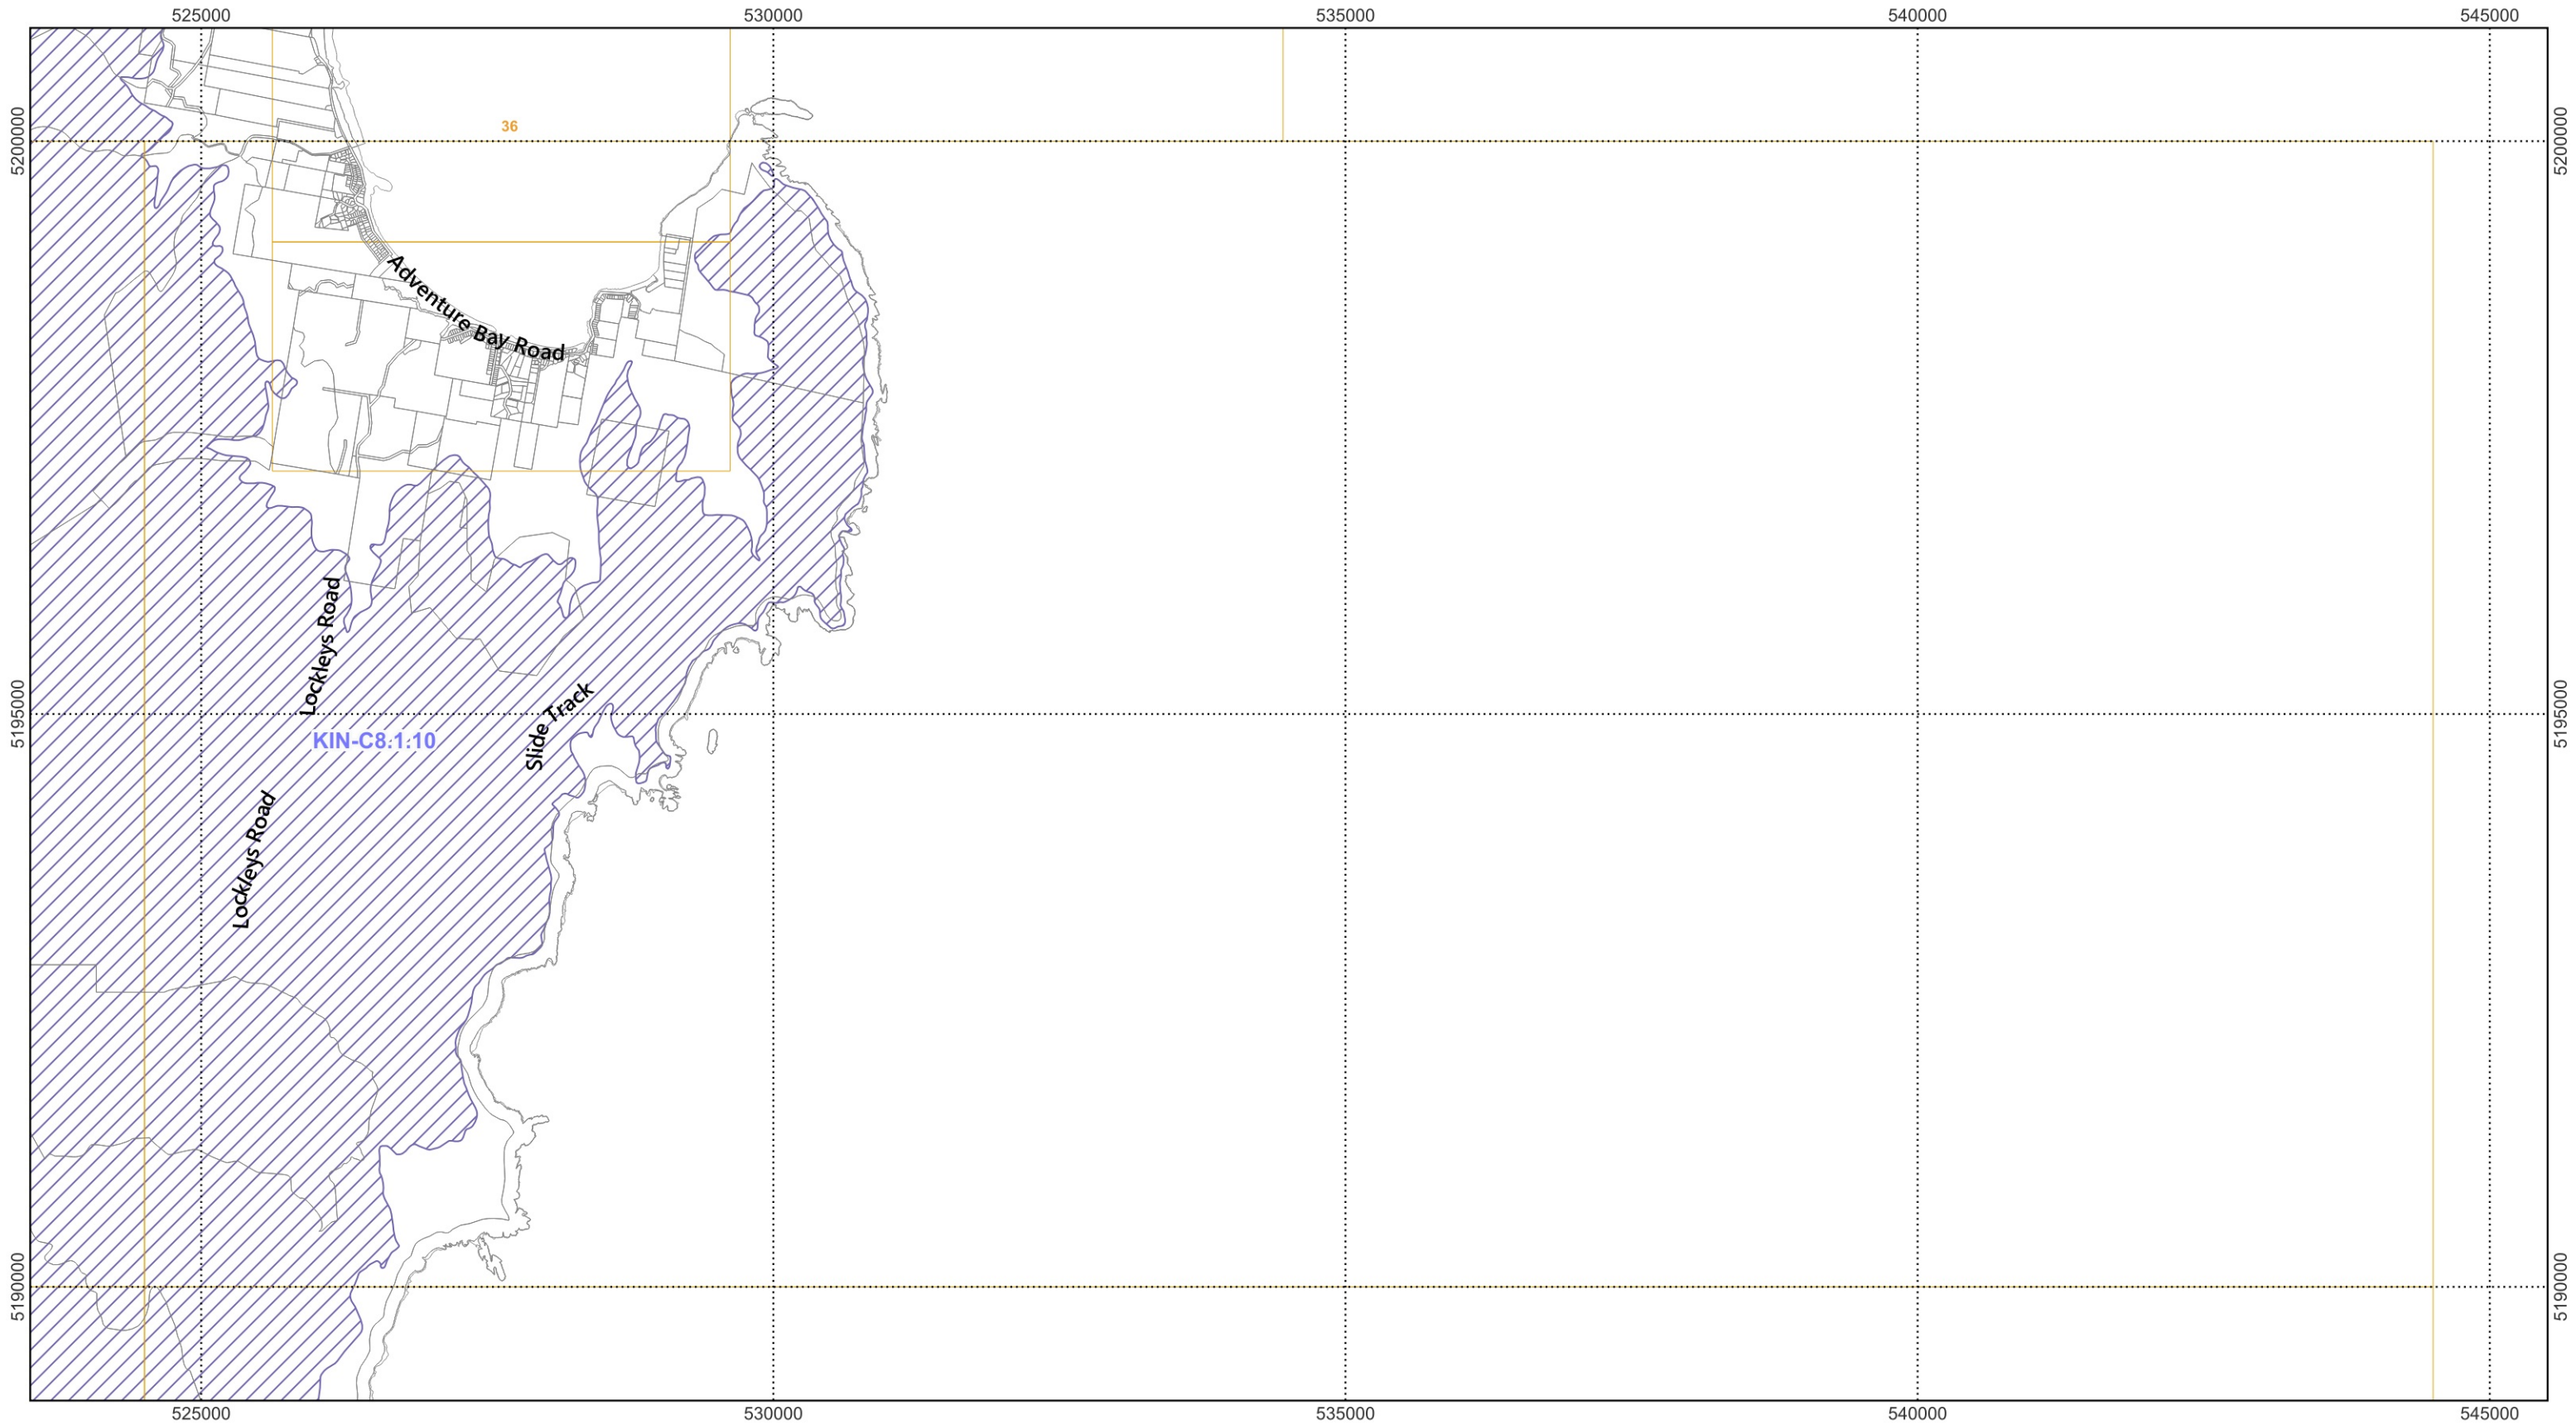 525000 530000 535000 540000 545000
36
5200000 5200000
Adventure Bay Road
Lockleys Road
Slide Track
5195000 5195000
KIN-C8.1.10
Lockleys Road
5190000 5190000
525000 530000 535000 540000 545000